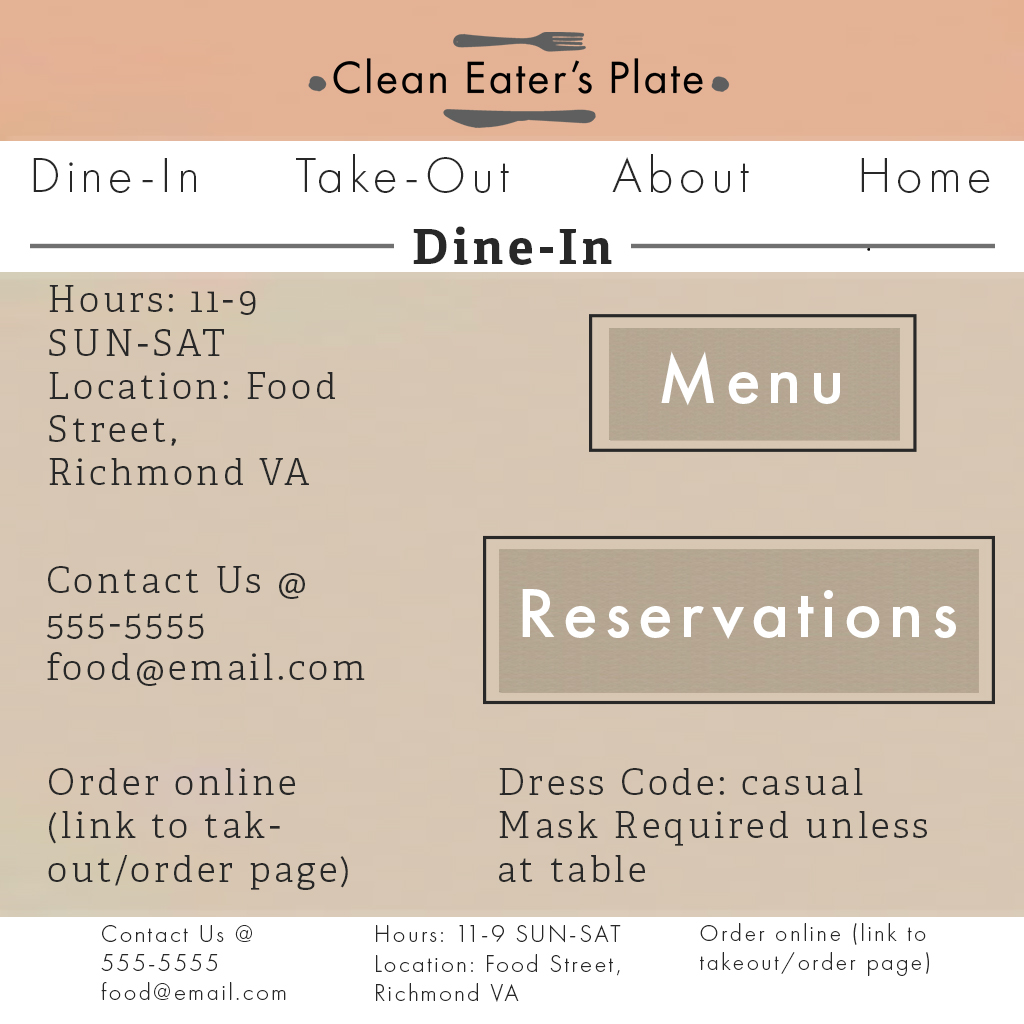 Clean Eater's Plate
Dine-In Take-Out About Home
Dine-In
Hours: 11-9
SUN-SAT
Location: Food
Street,
Richmond VA
Menu
Contact Us @
555-5555
food@email.com
Reservations
Order online
(link to tak-
out/order page)
Dress Code: casual
Mask Required unless
at table
Contact Us @
555-5555
food@email.com
Hours: 11-9 SUN-SAT
Location: Food Street,
Richmond VA
Order online (link to
takeout/order page)